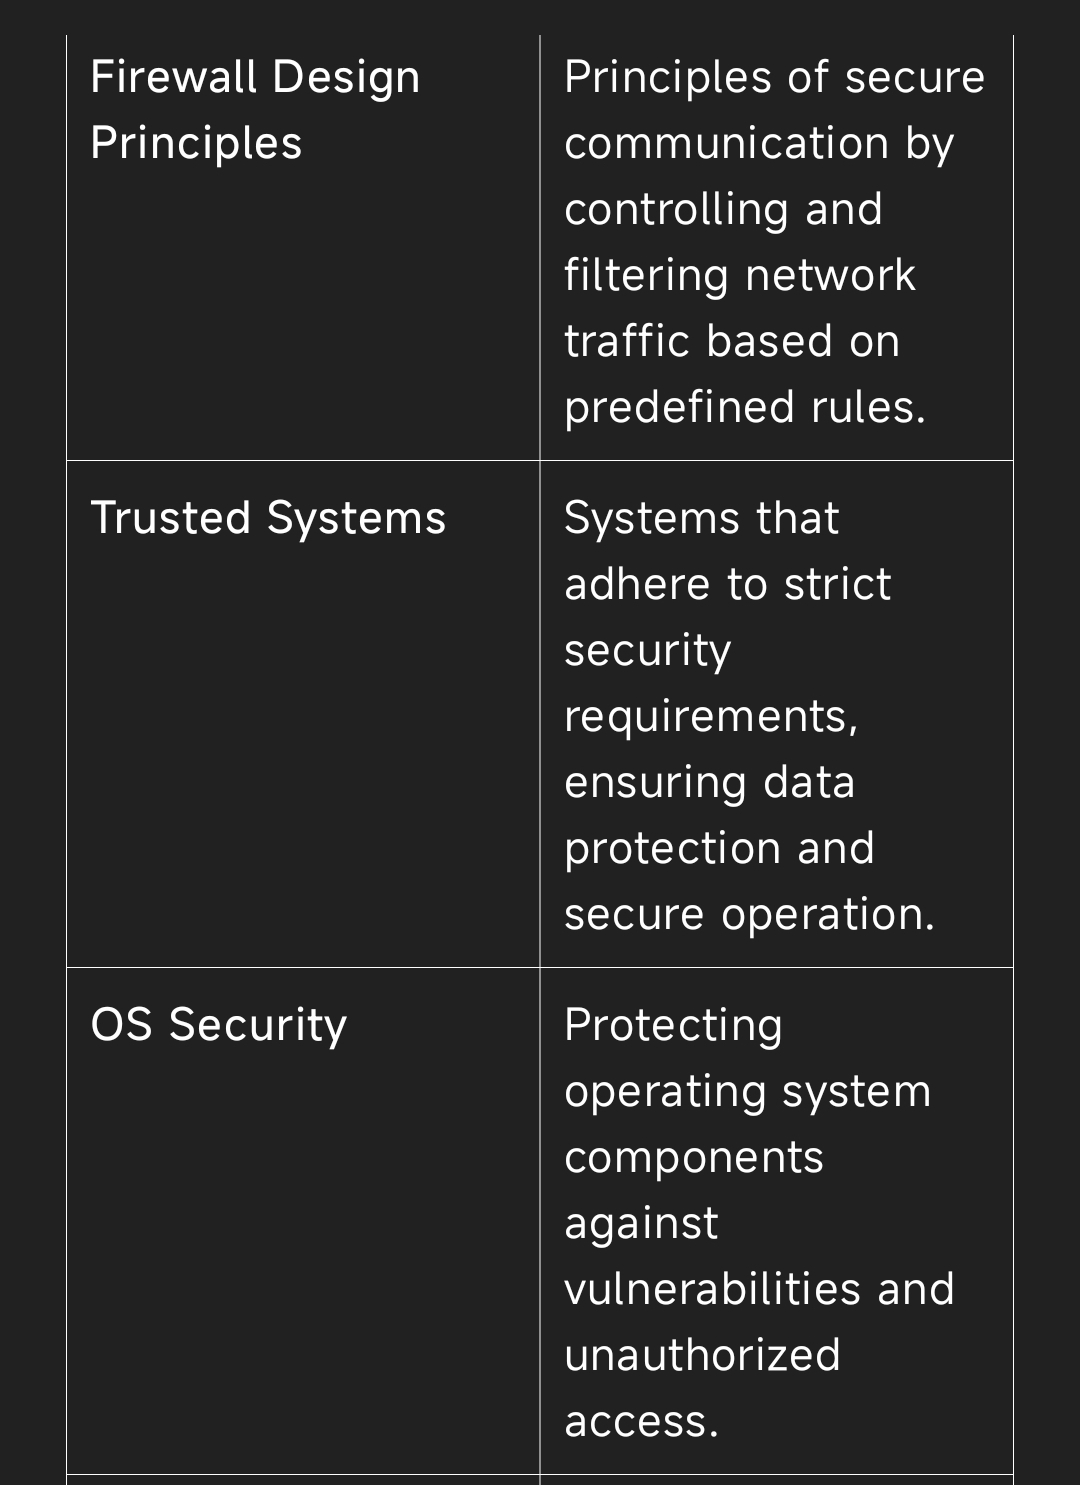 Firewall Design
Principles
Principles of secure
communication by
controlling and
filtering network
traffic based on
predefined rules.
Trusted Systems
Systems that
adhere to strict
security
requirements,
ensuring data
protection and
secure operation.
OS Security
Protecting
operating system
components
against
vulnerabilities and
unauthorized
access.